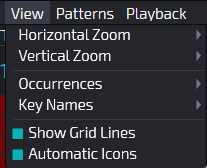 View Patterns Playback
Horizontal Zoom
Vertical Zoom
Occurrences
Key Names
Show Grid Lines
Automatic Icons